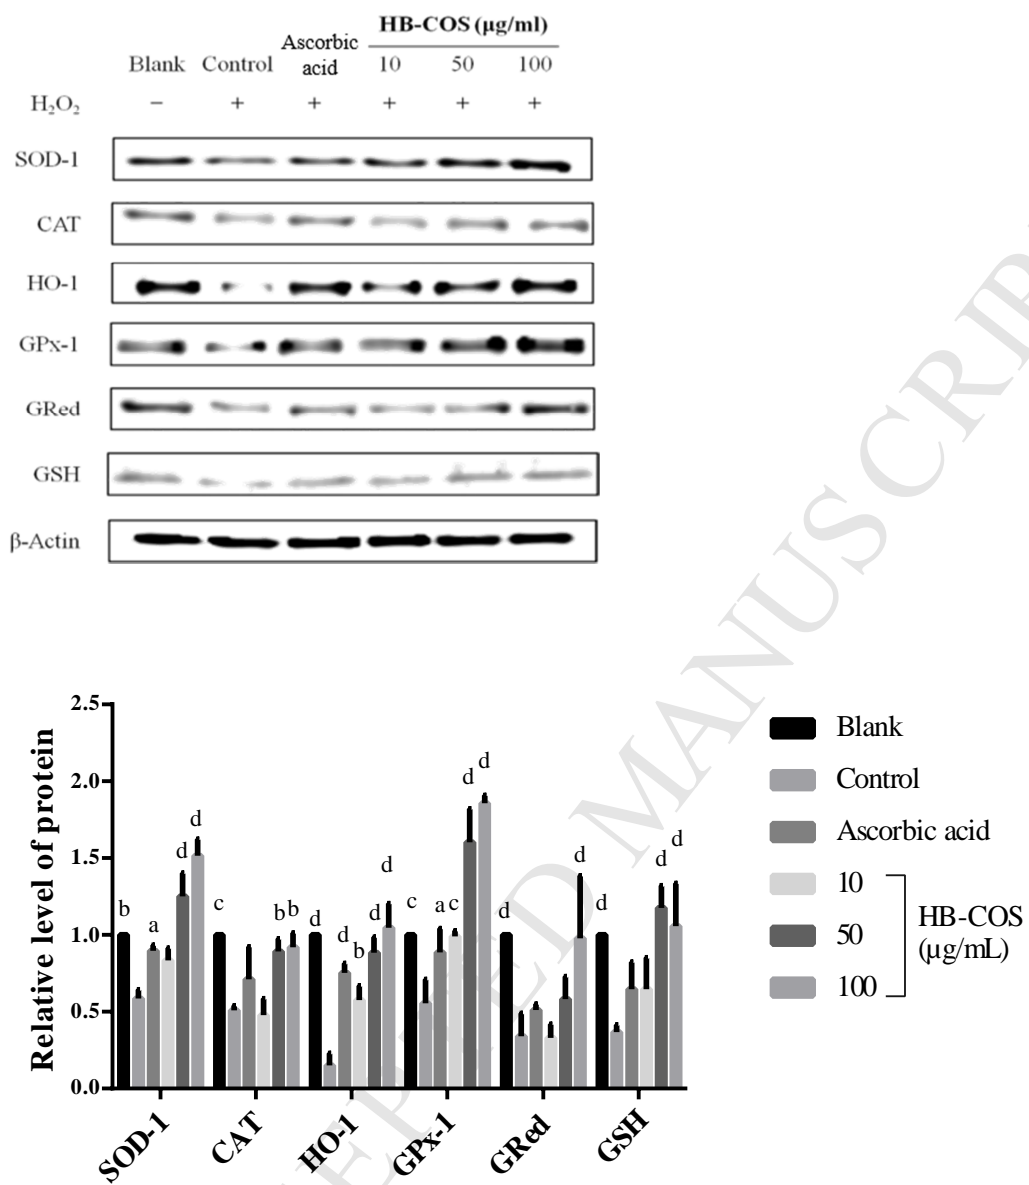 HB-COS (μg/ml)
Blank Control Ascorbic acid 10 50 100
H₂O₂ − + + + + +
SOD-1
CAT
HO-1
GPx-1
GRed
GSH
β-Actin
Relative level of protein
2.5
2.0
1.5
1.0
0.5
0.0
b a d d
c b b
d d b d d
c a c d d
d d
d d d
SOD-1 CAT HO-1 GPx-1 GRed GSH
Blank
Control
Ascorbic acid
10
50
100
HB-COS
(μg/mL)
EPTED MANUSCRIP